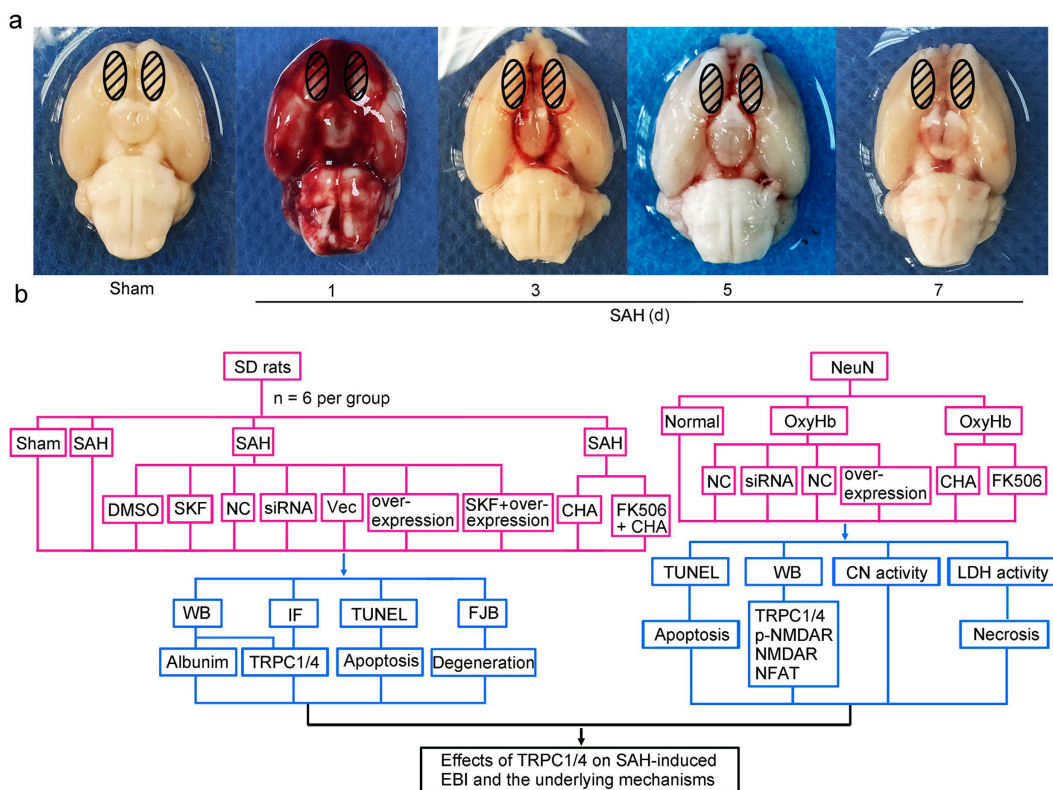 a
Sham
1
3
5
7
SAH (d)
b
SD rats
n = 6 per group
Sham
SAH
SAH
SAH
DMSO
SKF
NC
siRNA
Vec
over-
expression
SKF+over-
expression
CHA
FK506
+ CHA
WB
IF
TUNEL
FJB
Albunim
TRPC1/4
Apoptosis
Degeneration
NeuN
Normal
OxyHb
OxyHb
NC
siRNA
NC
over-
expression
CHA
FK506
TUNEL
WB
CN activity
LDH activity
Apoptosis
TRPC1/4
p-NMDAR
NMDAR
NFAT
Necrosis
Effects of TRPC1/4 on SAH-induced
EBI and the underlying mechanisms